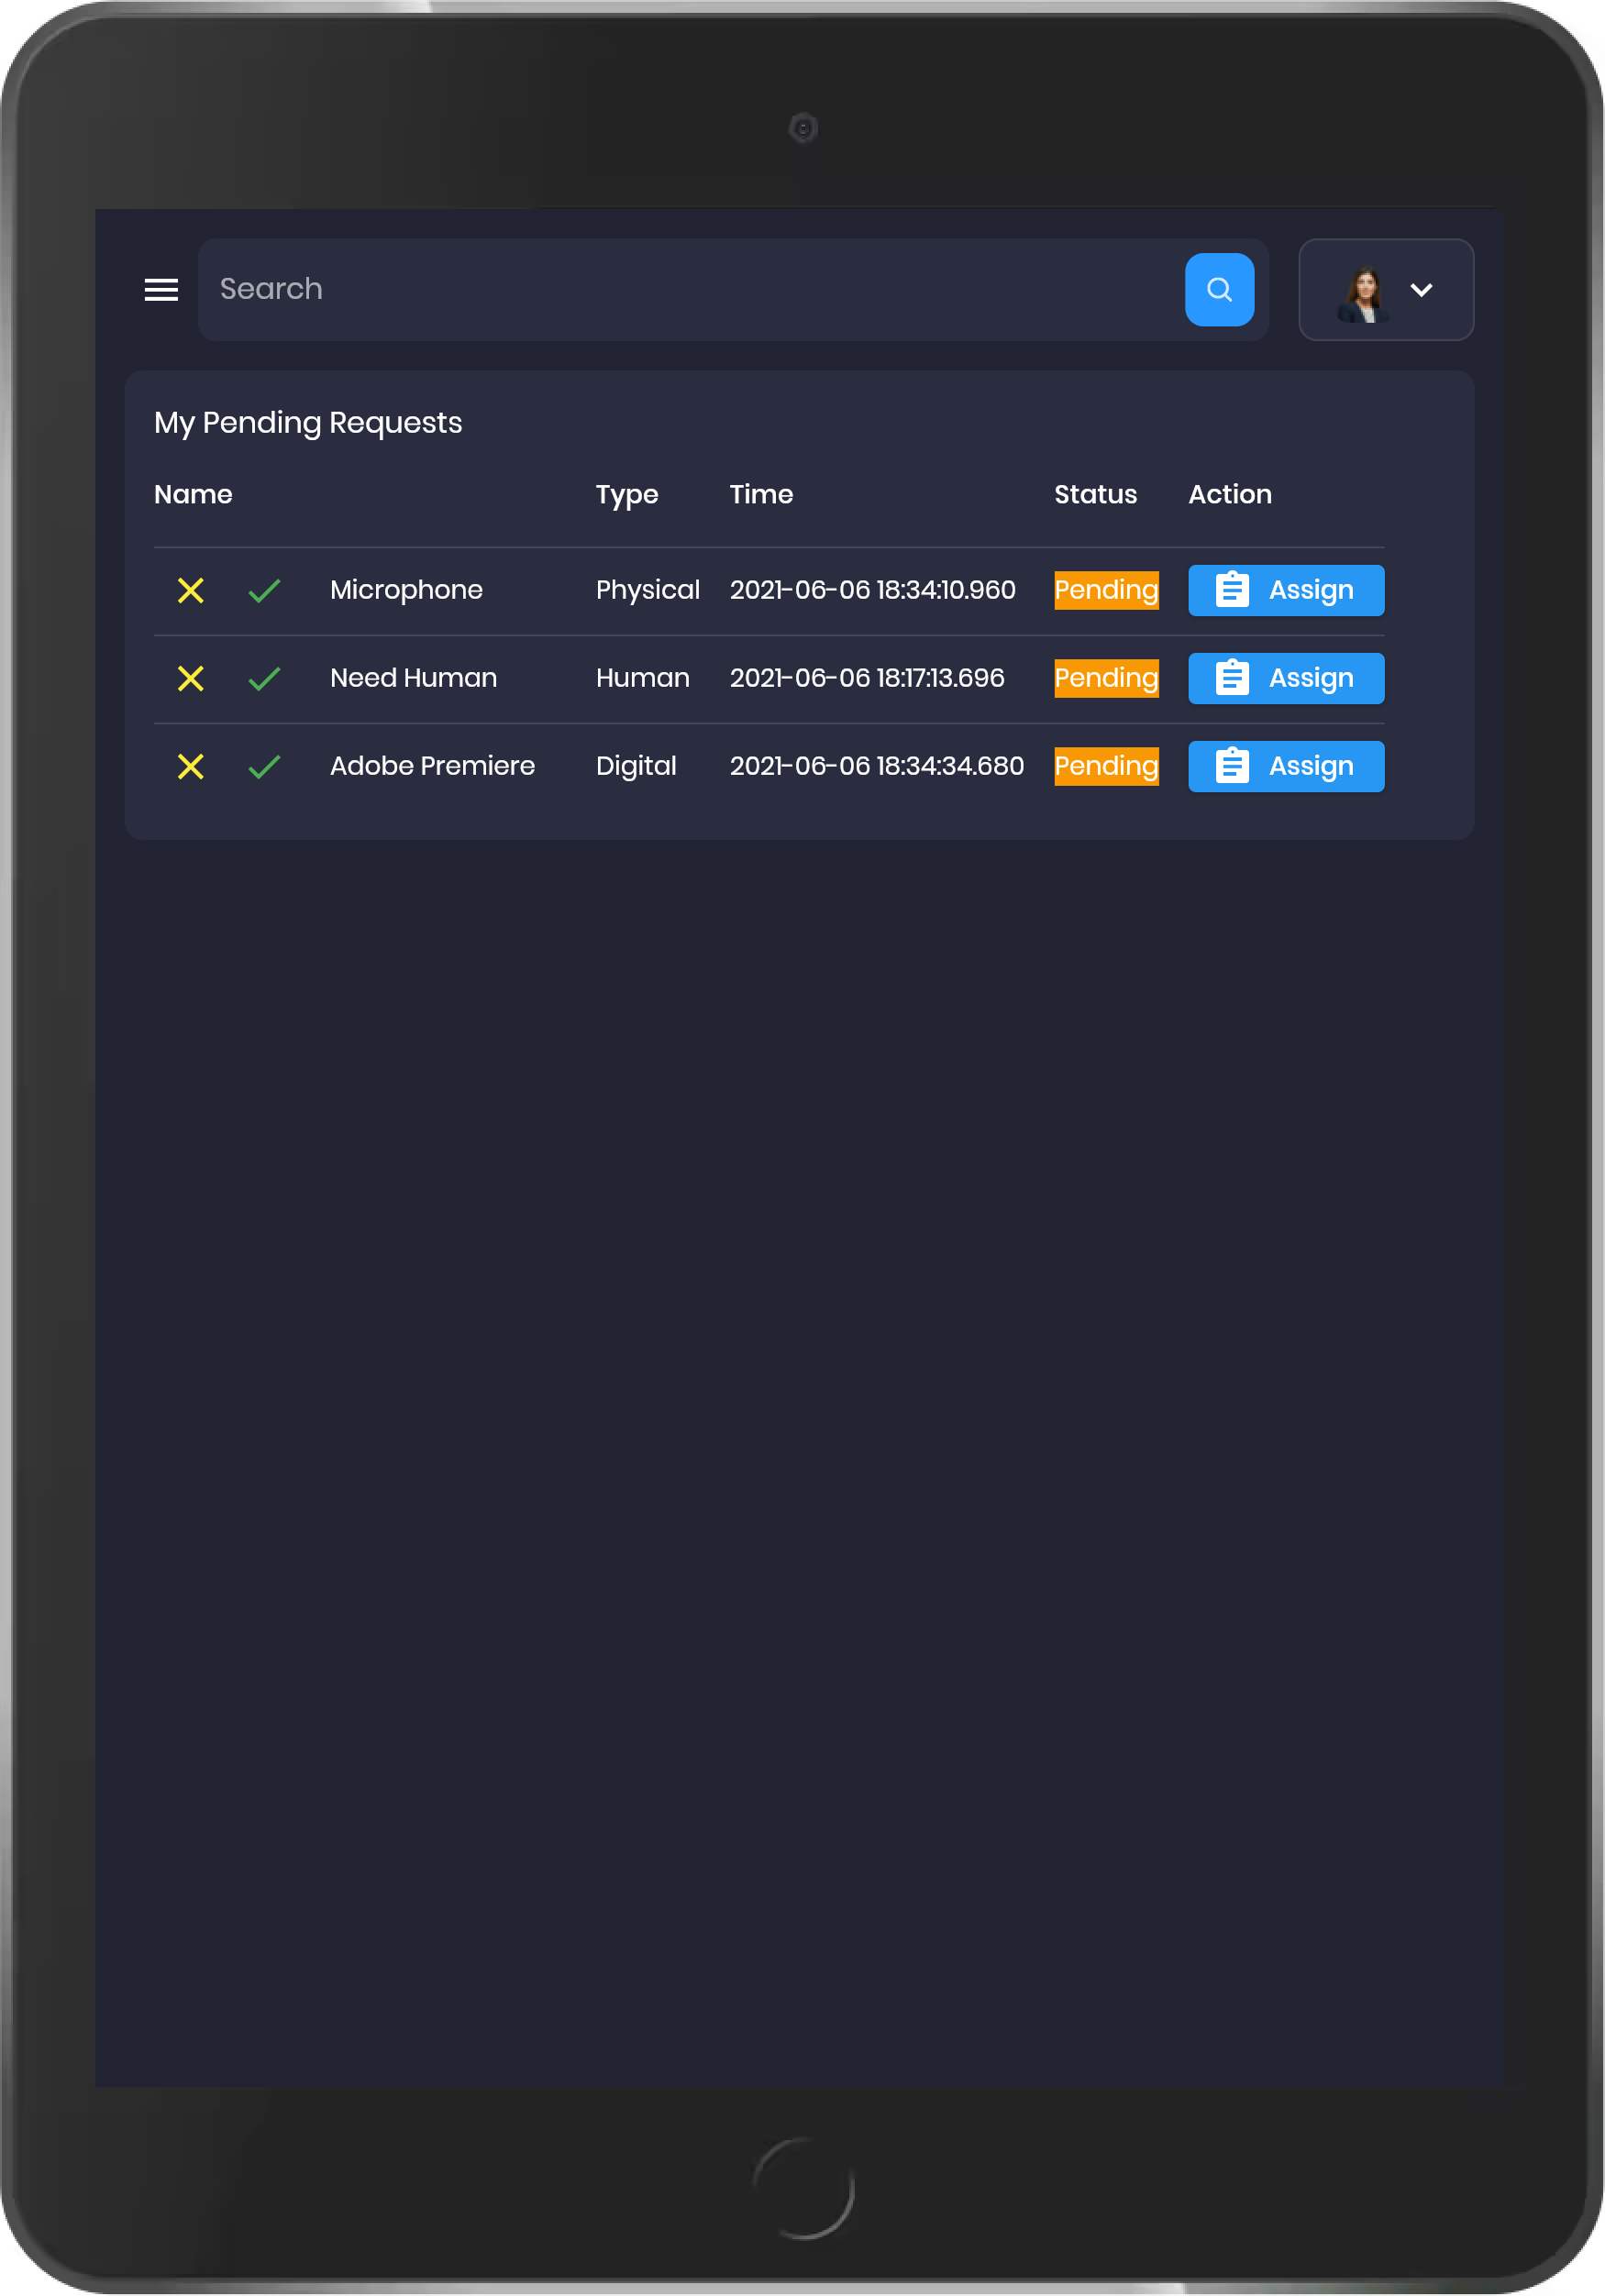 Search
My Pending Requests
Name Type Time Status Action
Microphone Physical 2021-06-06 18:34:10.960 Pending Assign
Need Human Human 2021-06-06 18:17:13.696 Pending Assign
Adobe Premiere Digital 2021-06-06 18:34:34.680 Pending Assign